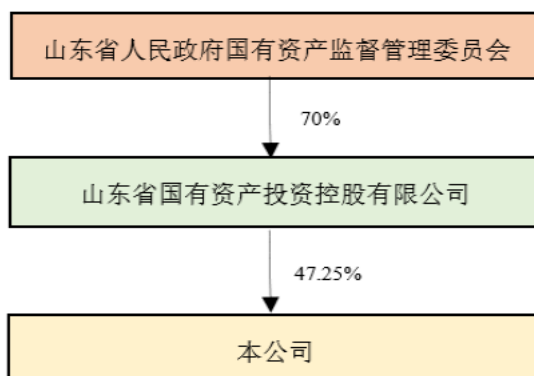 山东省人民政府国有资产监督管理委员会
70%
山东省国有资产投资控股有限公司
47.25%
本公司